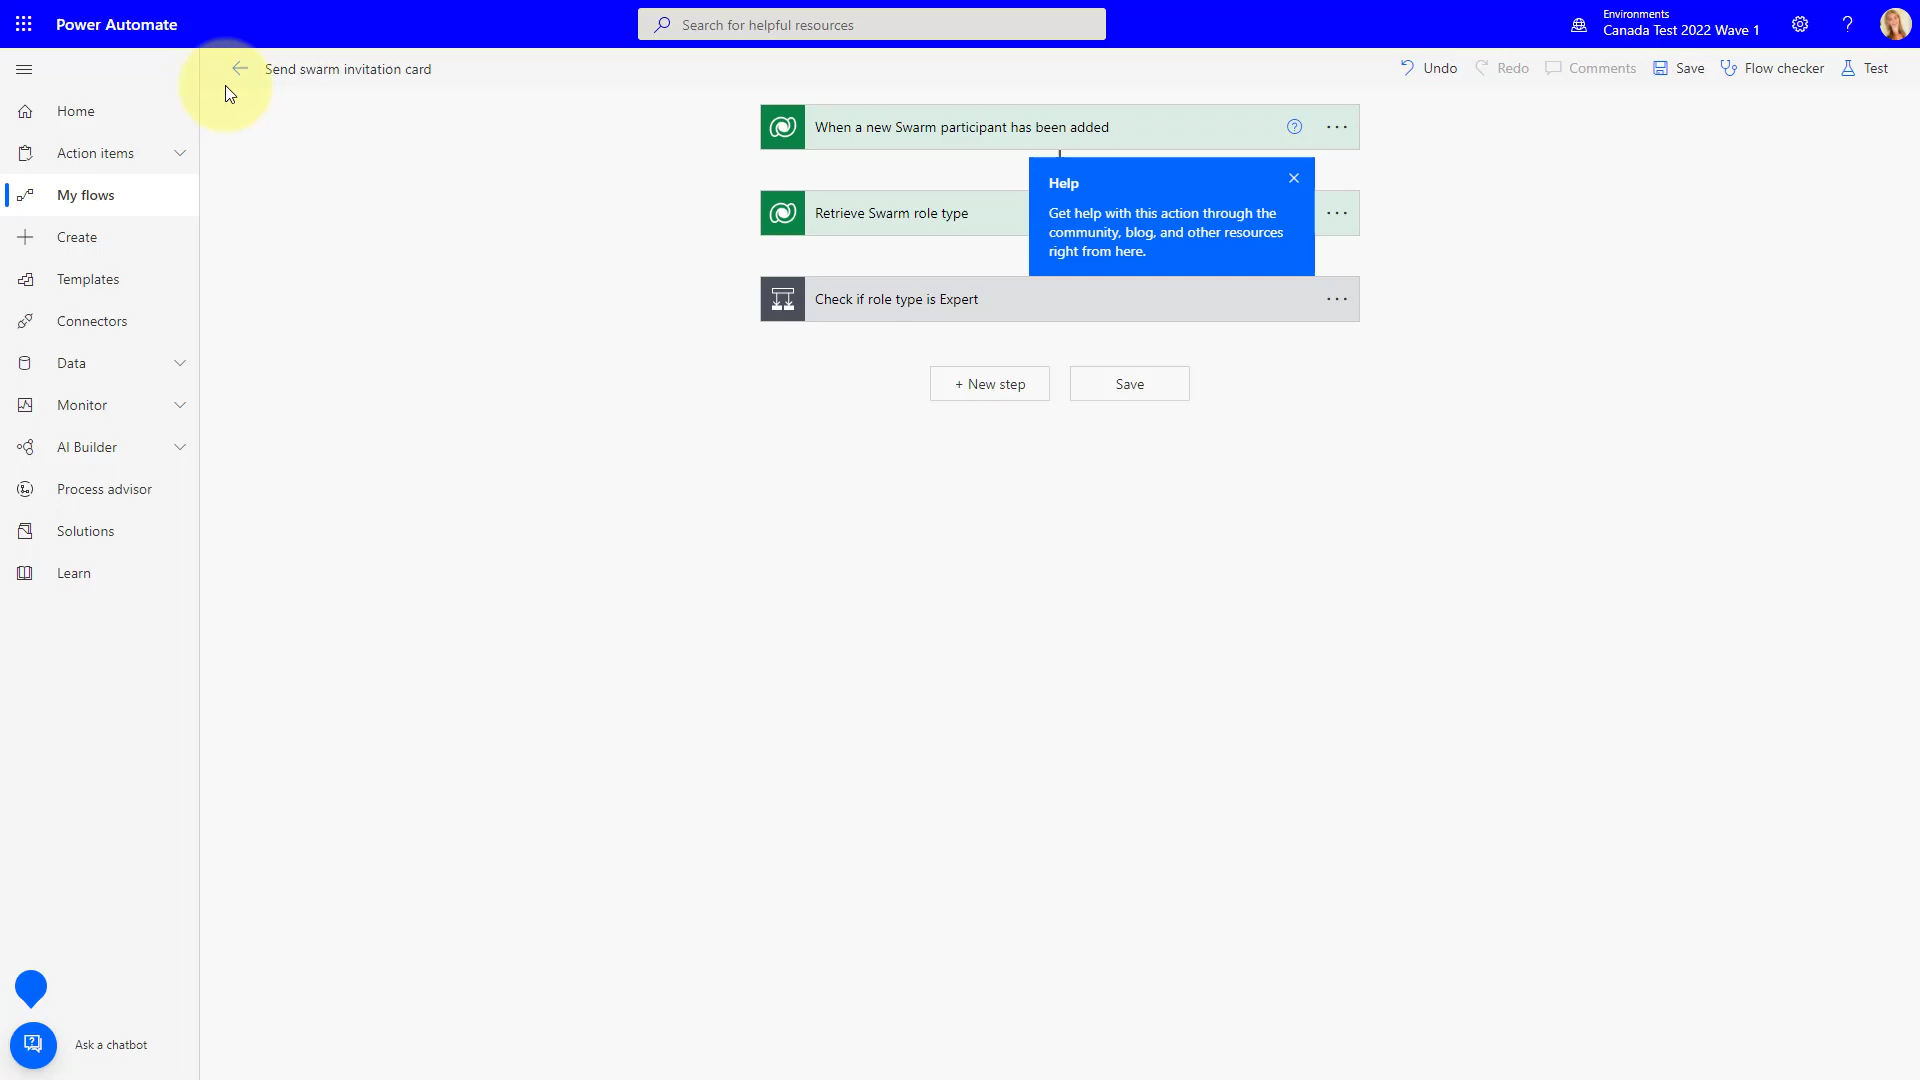 Power Automate
Search for helpful resources
Environments
Canada Test 2022 Wave 1
Send swarm invitation card
Undo
Redo
Comments
Save
Flow checker
Test
Home
Action items
My flows
Create
Templates
Connectors
Data
Monitor
AI Builder
Process advisor
Solutions
Learn
When a new Swarm participant has been added
Help
Get help with this action through the
community, blog, and other resources
right from here.
Retrieve Swarm role type
Check if role type is Expert
+ New step
Save
Ask a chatbot